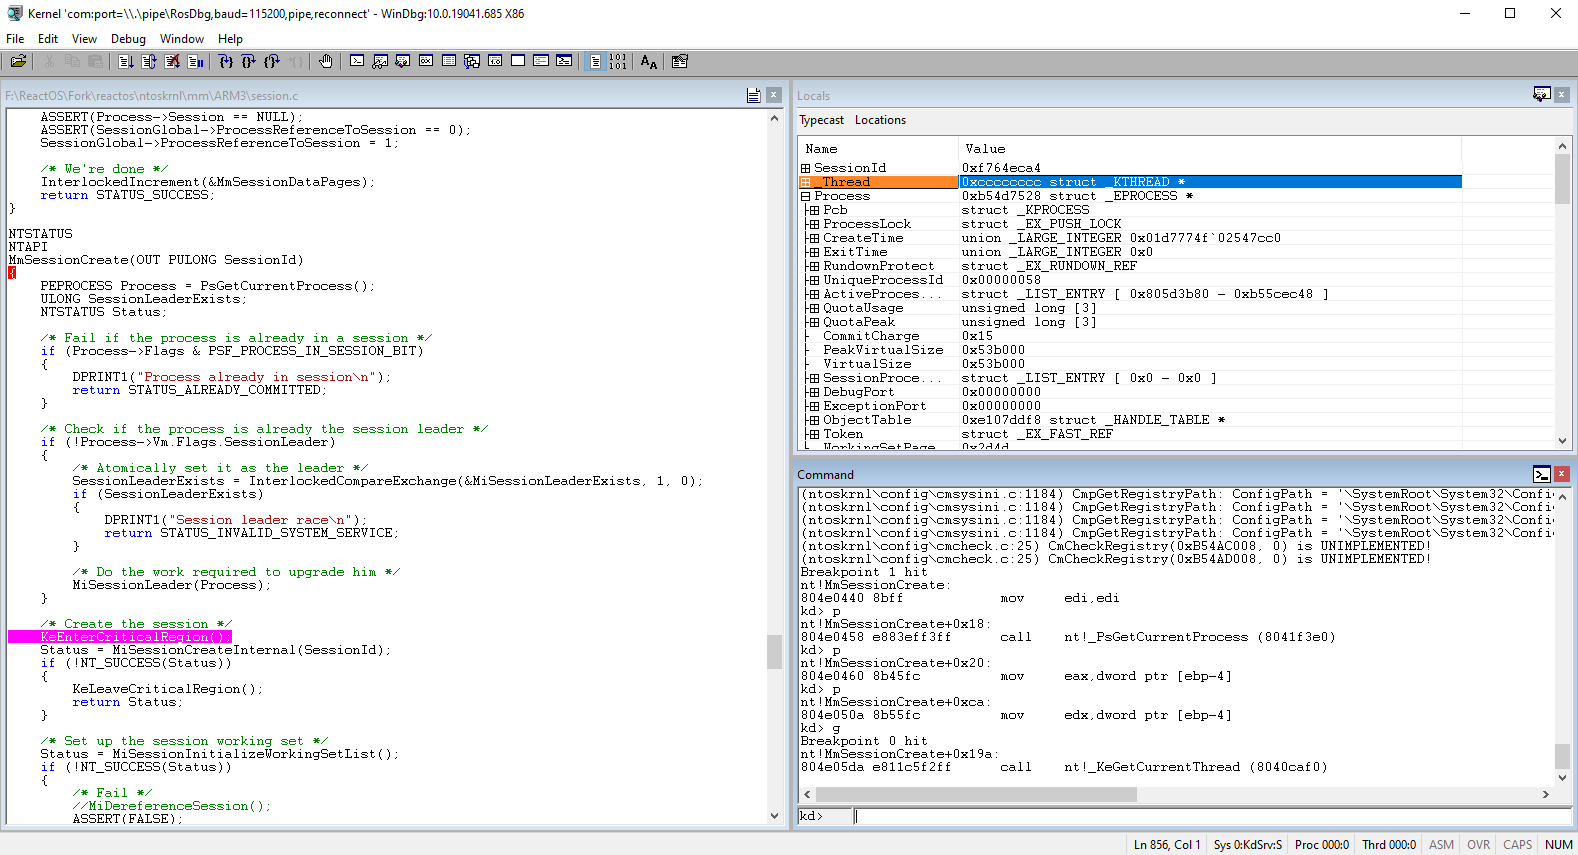 Kernel 'com:port=\\.\pipe\RosDbg,baud=115200,pipe,reconnect' - WinDbg:10.0.19041.685 X86
File Edit View Debug Window Help
F:\ReactOS\Fork\reactos\ntoskrnl\mm\ARM3\session.c
ASSERT(Process->Session == NULL);
ASSERT(SessionGlobal->ProcessReferenceToSession == 0);
SessionGlobal->ProcessReferenceToSession = 1;
/* We're done */
InterlockedIncrement(&MmSessionDataPages);
return STATUS_SUCCESS;
}
NTSTATUS
NTAPI
MmSessionCreate(OUT PULONG SessionId)
{
PEPROCESS Process = PsGetCurrentProcess();
ULONG SessionLeaderExists;
NTSTATUS Status;
/* Fail if the process is already in a session */
if (Process->Flags & PSF_PROCESS_IN_SESSION_BIT)
{
DPRINT1("Process already in session\n");
return STATUS_ALREADY_COMMITTED;
}
/* Check if the process is already the session leader */
if (!Process->Vm.Flags.SessionLeader)
{
/* Atomically set it as the leader */
SessionLeaderExists = InterlockedCompareExchange(&MiSessionLeaderExists, 1, 0);
if (SessionLeaderExists)
{
DPRINT1("Session leader race\n");
return STATUS_INVALID_SYSTEM_SERVICE;
}
/* Do the work required to upgrade him */
MiSessionLeader(Process);
}
/* Create the session */
KeEnterCriticalRegion();
Status = MiSessionCreateInternal(SessionId);
if (!NT_SUCCESS(Status))
{
KeLeaveCriticalRegion();
return Status;
}
/* Set up the session working set */
Status = MiSessionInitializeWorkingSetList();
if (!NT_SUCCESS(Status))
{
/* Fail */
//MiDereferenceSession();
ASSERT(FALSE);
Locals
Typecast Locations
Name Value
SessionId 0xf764eca4
_Thread 0xcccccccc struct _KTHREAD *
Process 0xb54d7528 struct _EPROCESS *
Pcb struct _KPROCESS
ProcessLock struct _EX_PUSH_LOCK
CreateTime union _LARGE_INTEGER 0x01d7774f`02547cc0
ExitTime union _LARGE_INTEGER 0x0
RundownProtect struct _EX_RUNDOWN_REF
UniqueProcessId 0x00000058
ActiveProces... struct _LIST_ENTRY [ 0x805d3b80 - 0xb55cec48 ]
QuotaUsage unsigned long [3]
QuotaPeak unsigned long [3]
CommitCharge 0x15
PeakVirtualSize 0x53b000
VirtualSize 0x53b000
SessionProce... struct _LIST_ENTRY [ 0x0 - 0x0 ]
DebugPort 0x00000000
ExceptionPort 0x00000000
ObjectTable 0xe107ddf8 struct _HANDLE_TABLE *
Token struct _EX_FAST_REF
WorkingSetPage 0x2d4d
Command
(ntoskrnl\config\cmsysini.c:1184) CmpGetRegistryPath: ConfigPath = '\SystemRoot\System32\Confi
(ntoskrnl\config\cmsysini.c:1184) CmpGetRegistryPath: ConfigPath = '\SystemRoot\System32\Confi
(ntoskrnl\config\cmsysini.c:1184) CmpGetRegistryPath: ConfigPath = '\SystemRoot\System32\Confi
(ntoskrnl\config\cmsysini.c:1184) CmpGetRegistryPath: ConfigPath = '\SystemRoot\System32\Confi
(ntoskrnl\config\cmcheck.c:25) CmCheckRegistry(0xB54AC008, 0) is UNIMPLEMENTED!
(ntoskrnl\config\cmcheck.c:25) CmCheckRegistry(0xB54AD008, 0) is UNIMPLEMENTED!
Breakpoint 1 hit
nt!MmSessionCreate:
804e0440 8bff mov edi,edi
kd> p
nt!MmSessionCreate+0x18:
804e0458 e883eff3ff call nt!_PsGetCurrentProcess (8041f3e0)
kd> p
nt!MmSessionCreate+0x20:
804e0460 8b45fc mov eax,dword ptr [ebp-4]
kd> p
nt!MmSessionCreate+0xca:
804e050a 8b55fc mov edx,dword ptr [ebp-4]
kd> g
Breakpoint 0 hit
nt!MmSessionCreate+0x19a:
804e05da e811c5f2ff call nt!_KeGetCurrentThread (8040caf0)
kd>
Ln 856, Col 1 Sys 0:KdSrv:S Proc 000:0 Thrd 000:0 ASM OVR CAPS NUM